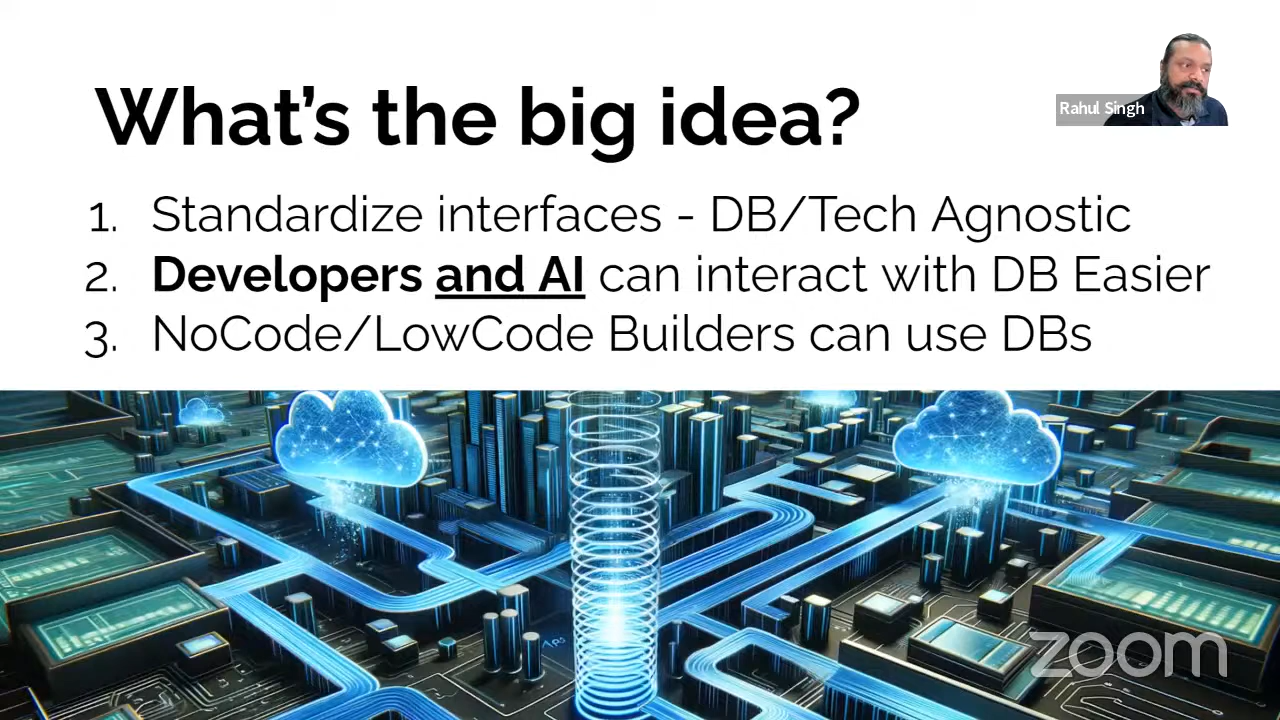 Rahul Singh
What's the big idea?
1. Standardize interfaces - DB/Tech Agnostic
2. Developers and AI can interact with DB Easier
3. NoCode/LowCode Builders can use DBs
zoom